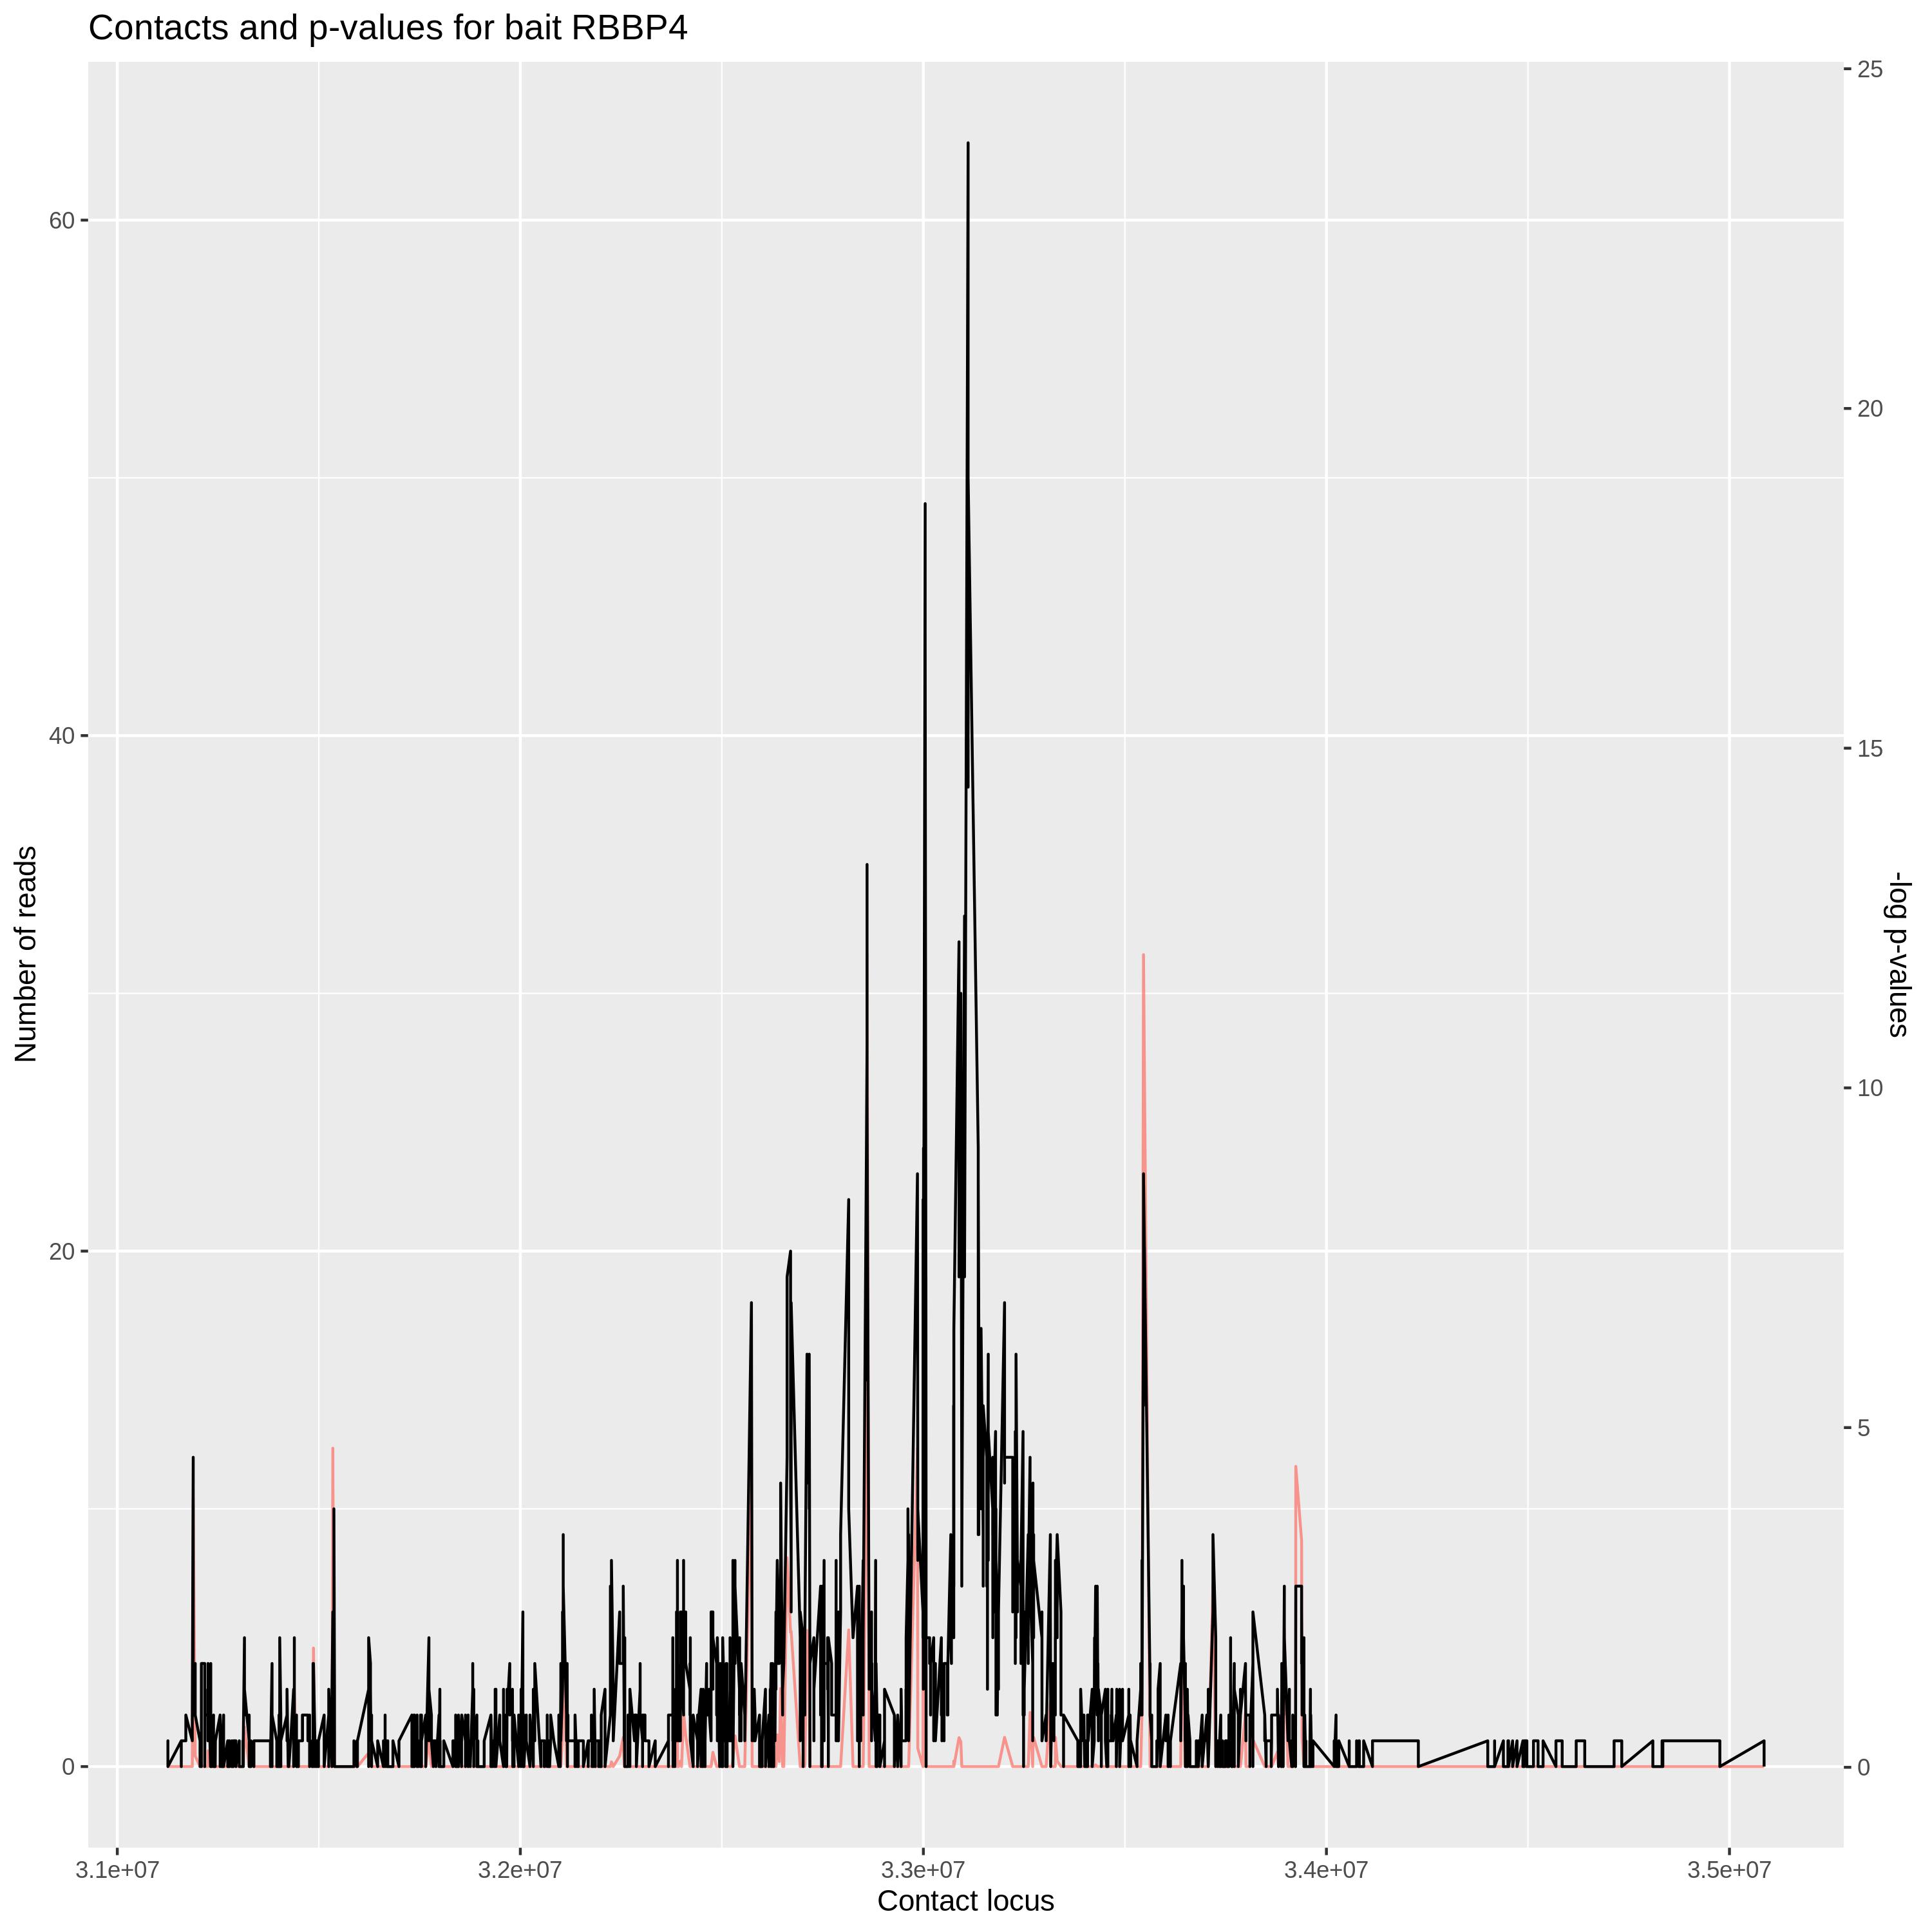 Contacts and p-values for bait RBBP4
25
60
20
40
15
Number of reads
-log p-values
10
20
5
0
0
3.1e+07
3.2e+07
3.3e+07
3.4e+07
3.5e+07
Contact locus